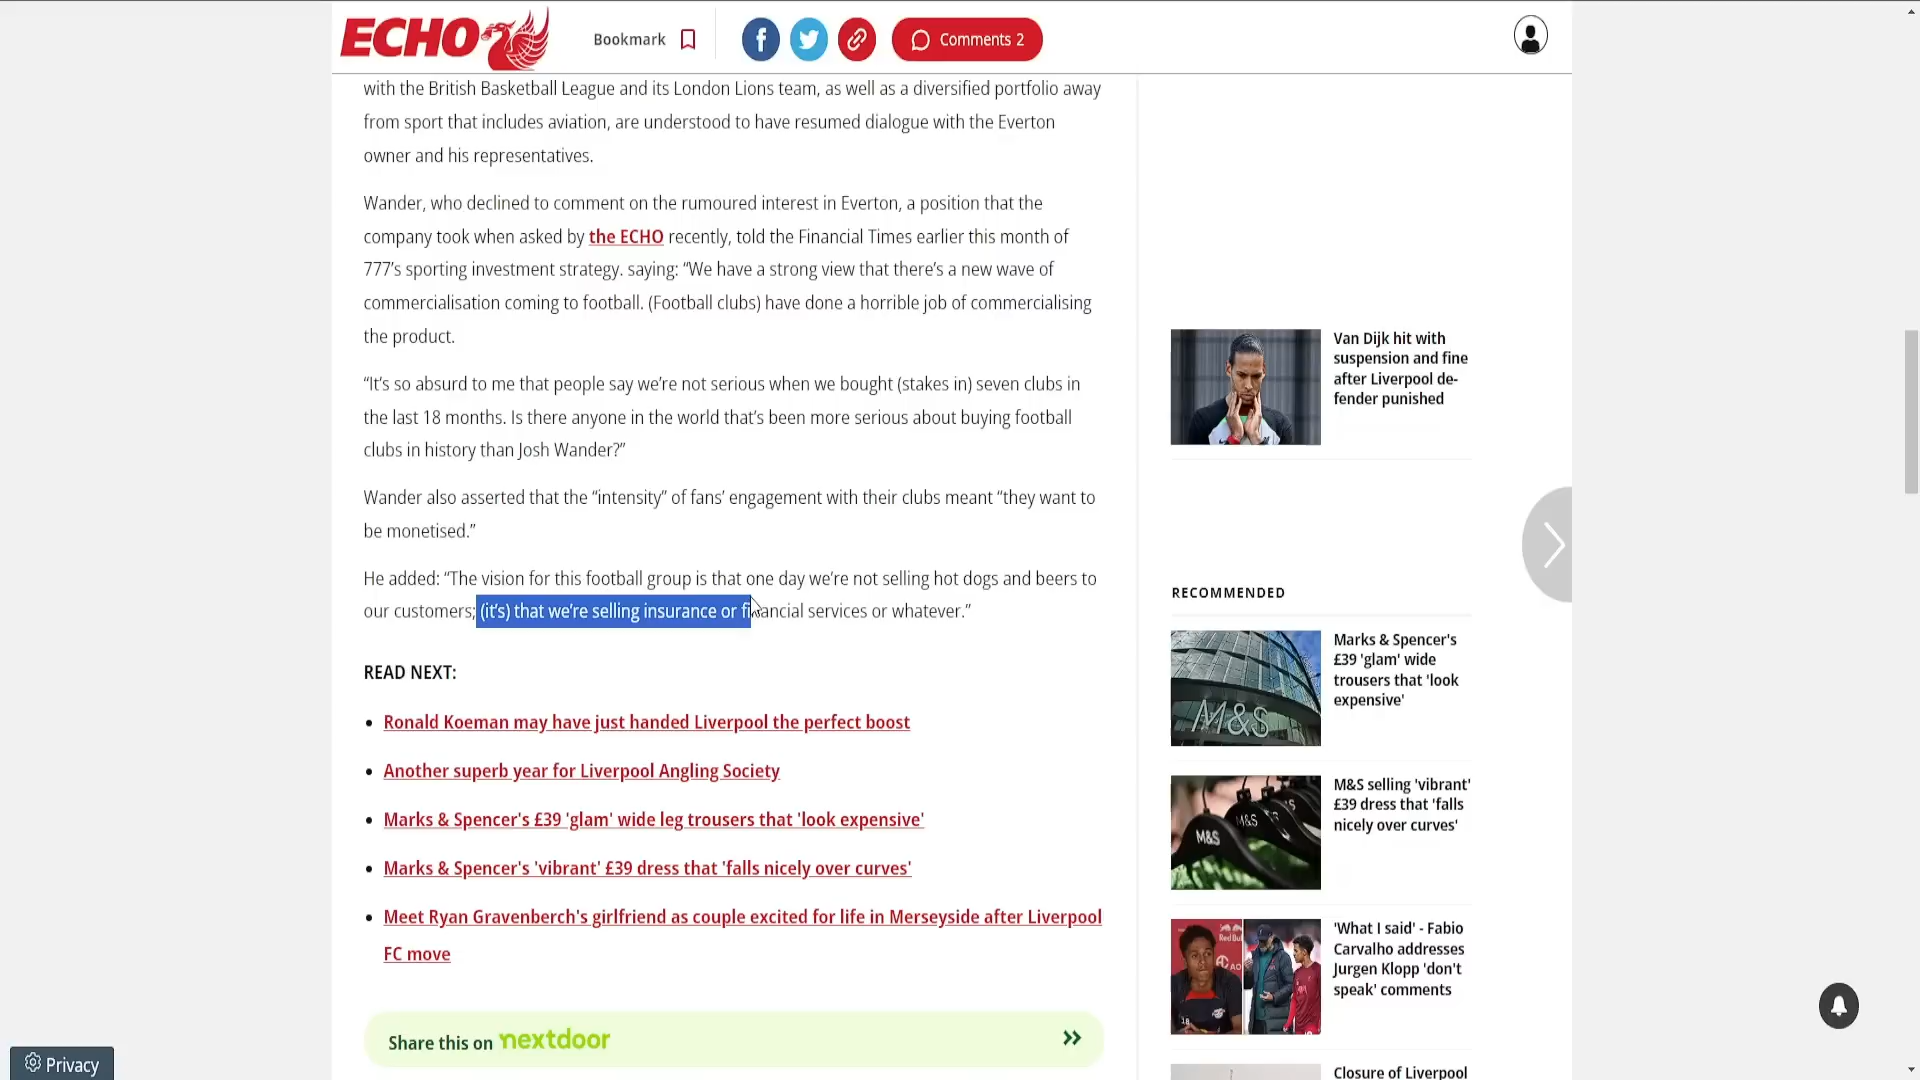 ECHO
Bookmark
Comments 2
with the British Basketball League and its London Lions team, as well as a diversified portfolio away
from sport that includes aviation, are understood to have resumed dialogue with the Everton
owner and his representatives.
Wander, who declined to comment on the rumoured interest in Everton, a position that the
company took when asked by the ECHO recently, told the Financial Times earlier this month of
777’s sporting investment strategy. saying: “We have a strong view that there’s a new wave of
commercialisation coming to football. (Football clubs) have done a horrible job of commercialising
the product.
“It’s so absurd to me that people say we’re not serious when we bought (stakes in) seven clubs in
the last 18 months. Is there anyone in the world that’s been more serious about buying football
clubs in history than Josh Wander?”
Wander also asserted that the “intensity” of fans’ engagement with their clubs meant “they want to
be monetised.”
He added: “The vision for this football group is that one day we’re not selling hot dogs and beers to
our customers; (it’s) that we’re selling insurance or financial services or whatever.”
READ NEXT:
Ronald Koeman may have just handed Liverpool the perfect boost
Another superb year for Liverpool Angling Society
Marks & Spencer's £39 'glam' wide leg trousers that 'look expensive'
Marks & Spencer's 'vibrant' £39 dress that 'falls nicely over curves'
Meet Ryan Gravenberch's girlfriend as couple excited for life in Merseyside after Liverpool
FC move
Share this on nextdoor
Van Dijk hit with
suspension and fine
after Liverpool de-
fender punished
RECOMMENDED
M&S
Marks & Spencer's
£39 'glam' wide
trousers that 'look
expensive'
M&S
M&S
M&S selling 'vibrant'
£39 dress that 'falls
nicely over curves'
Red Bull
18
'What I said' - Fabio
Carvalho addresses
Jurgen Klopp 'don't
speak' comments
Closure of Liverpool
Privacy